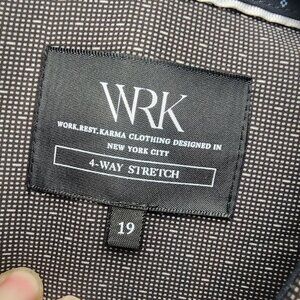 WRK
WORK.REST.KARMA CLOTHING DESIGNED IN
NEW YORK CITY
4-WAY STRETCH
19